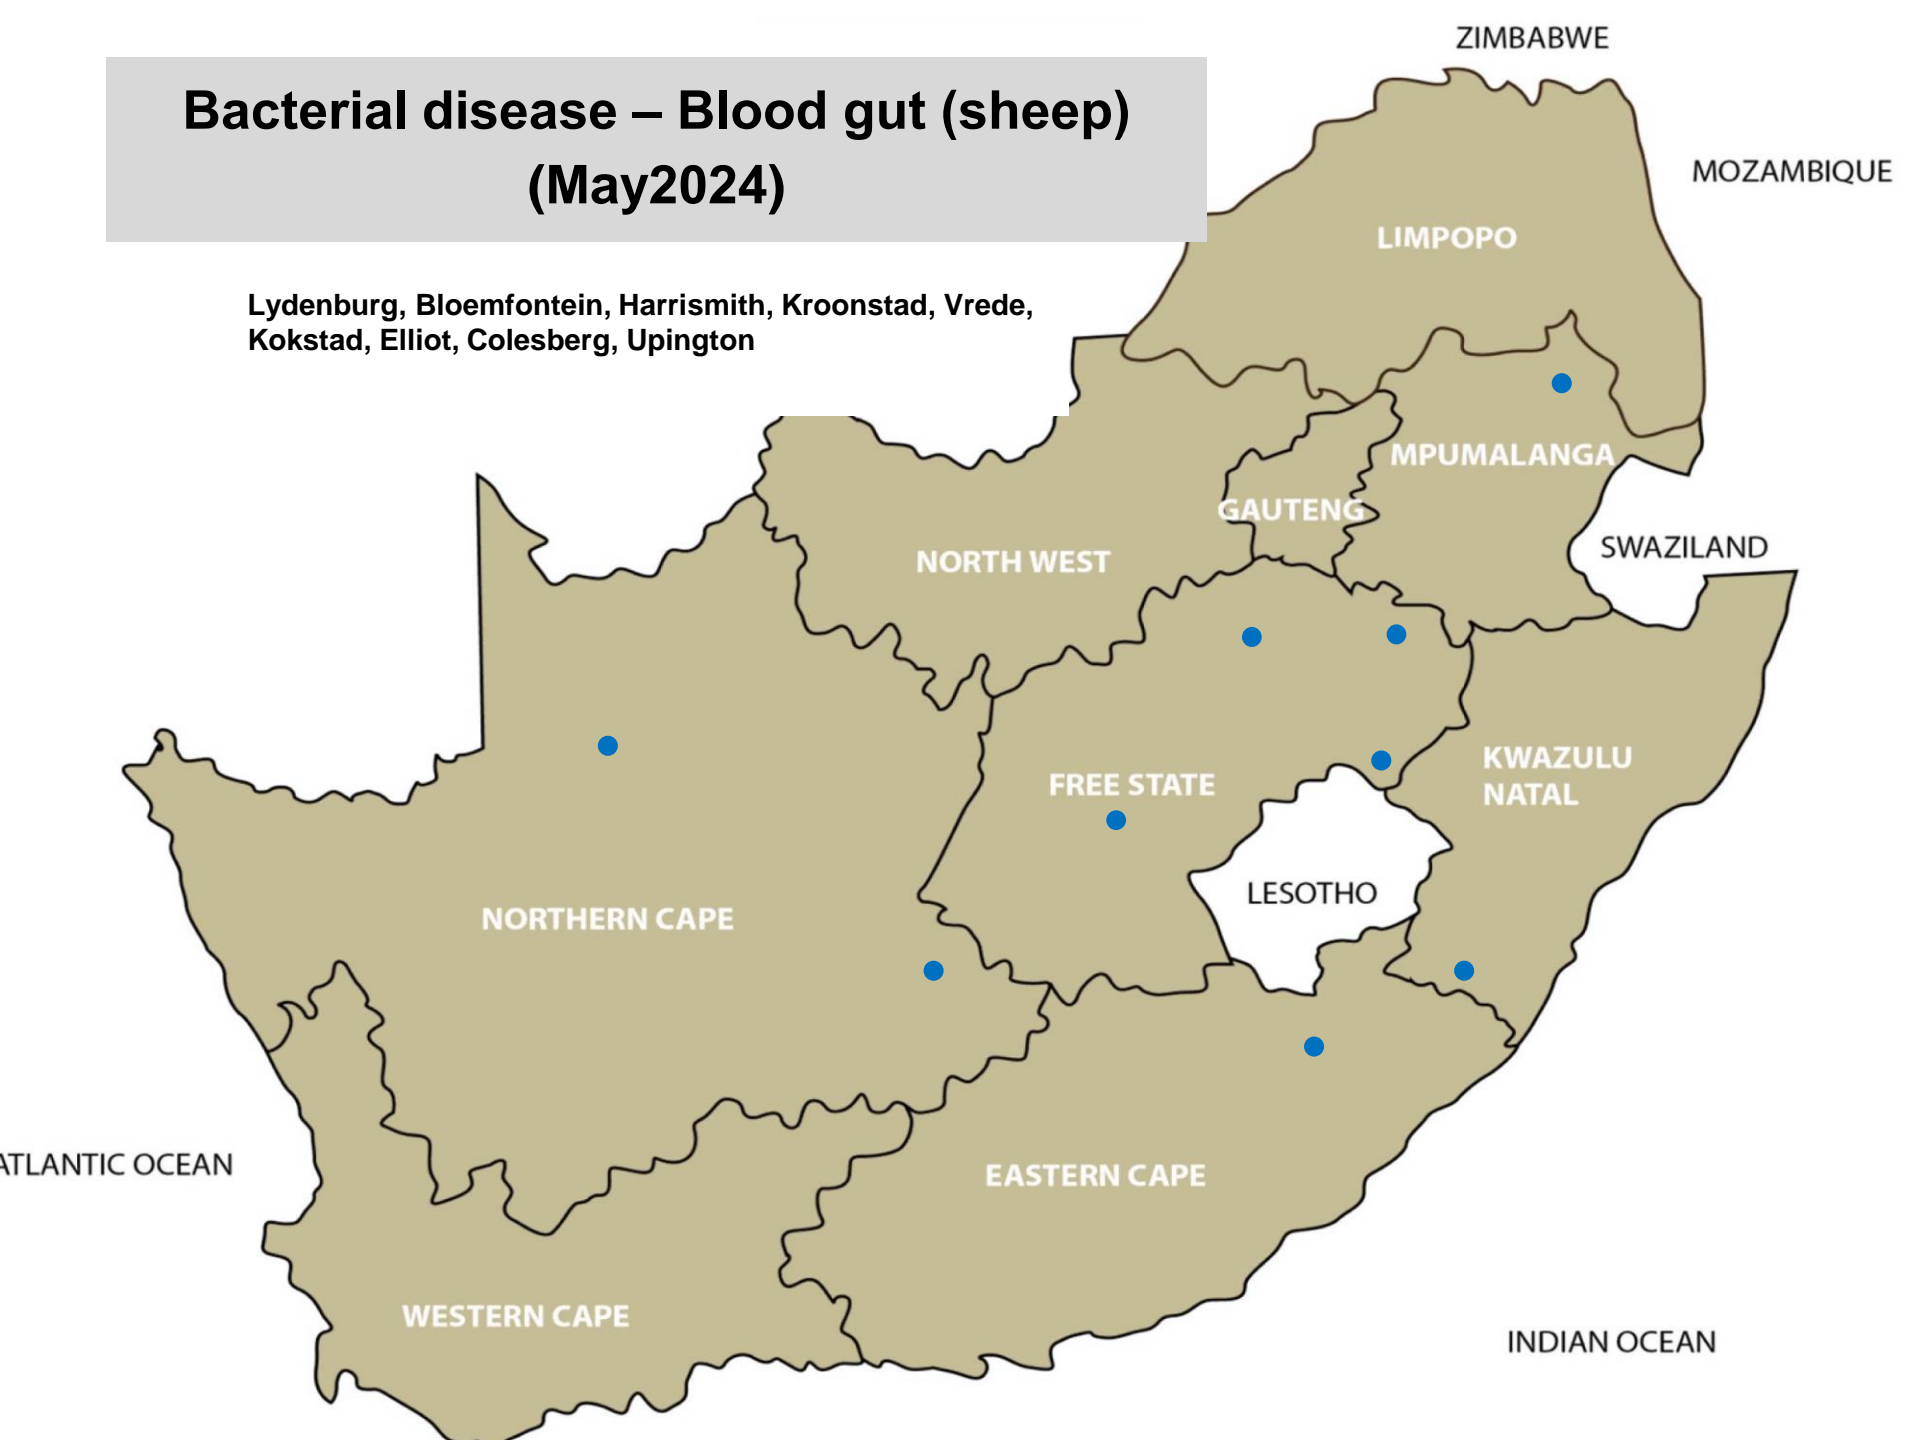 ZIMBABWE
Bacterial disease – Blood gut (sheep)
(May2024)
MOZAMBIQUE
LIMPOPO
Lydenburg, Bloemfontein, Harrismith, Kroonstad, Vrede,
Kokstad, Elliot, Colesberg, Upington
MPUMALANGA
GAUTENG
SWAZILAND
NORTH WEST
KWAZULU
NATAL
FREE STATE
LESOTHO
NORTHERN CAPE
ATLANTIC OCEAN
EASTERN CAPE
WESTERN CAPE
INDIAN OCEAN